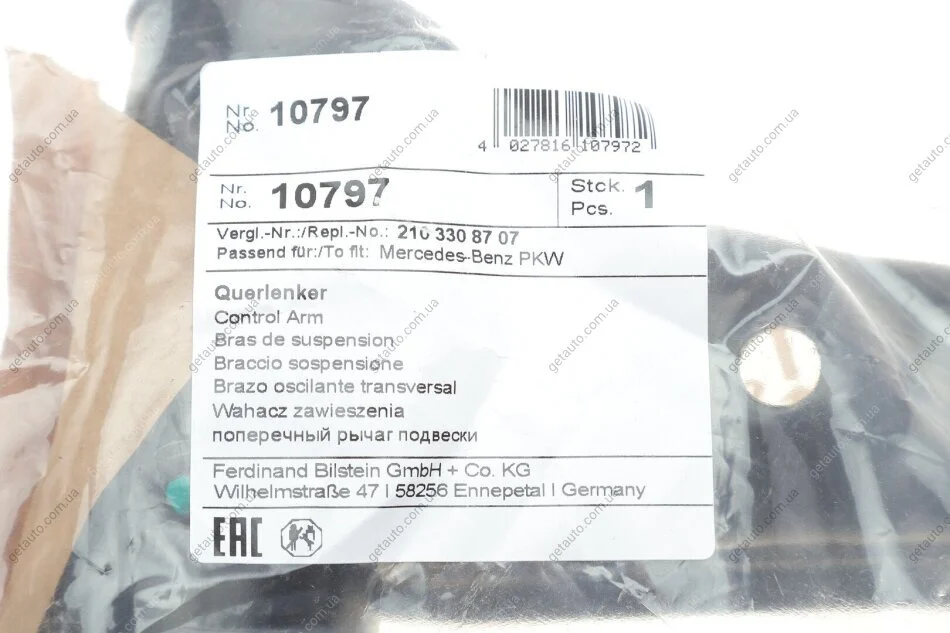 Nr. No. 10797
4 027816 107972
Nr. No. 10797
Stck. Pcs. 1
Vergl.-Nr.:/Repl.-No.: 210 330 87 07
Passend für:/To fit: Mercedes-Benz PKW
Querlenker
Control Arm
Bras de suspension
Braccio sospensione
Brazo oscilante transversal
Wahacz zawieszenia
поперечный рычаг подвески
Ferdinand Bilstein GmbH + Co. KG
Wilhelmstraße 47 I 58256 Ennepetal I Germany
EAC
getauto.com.ua